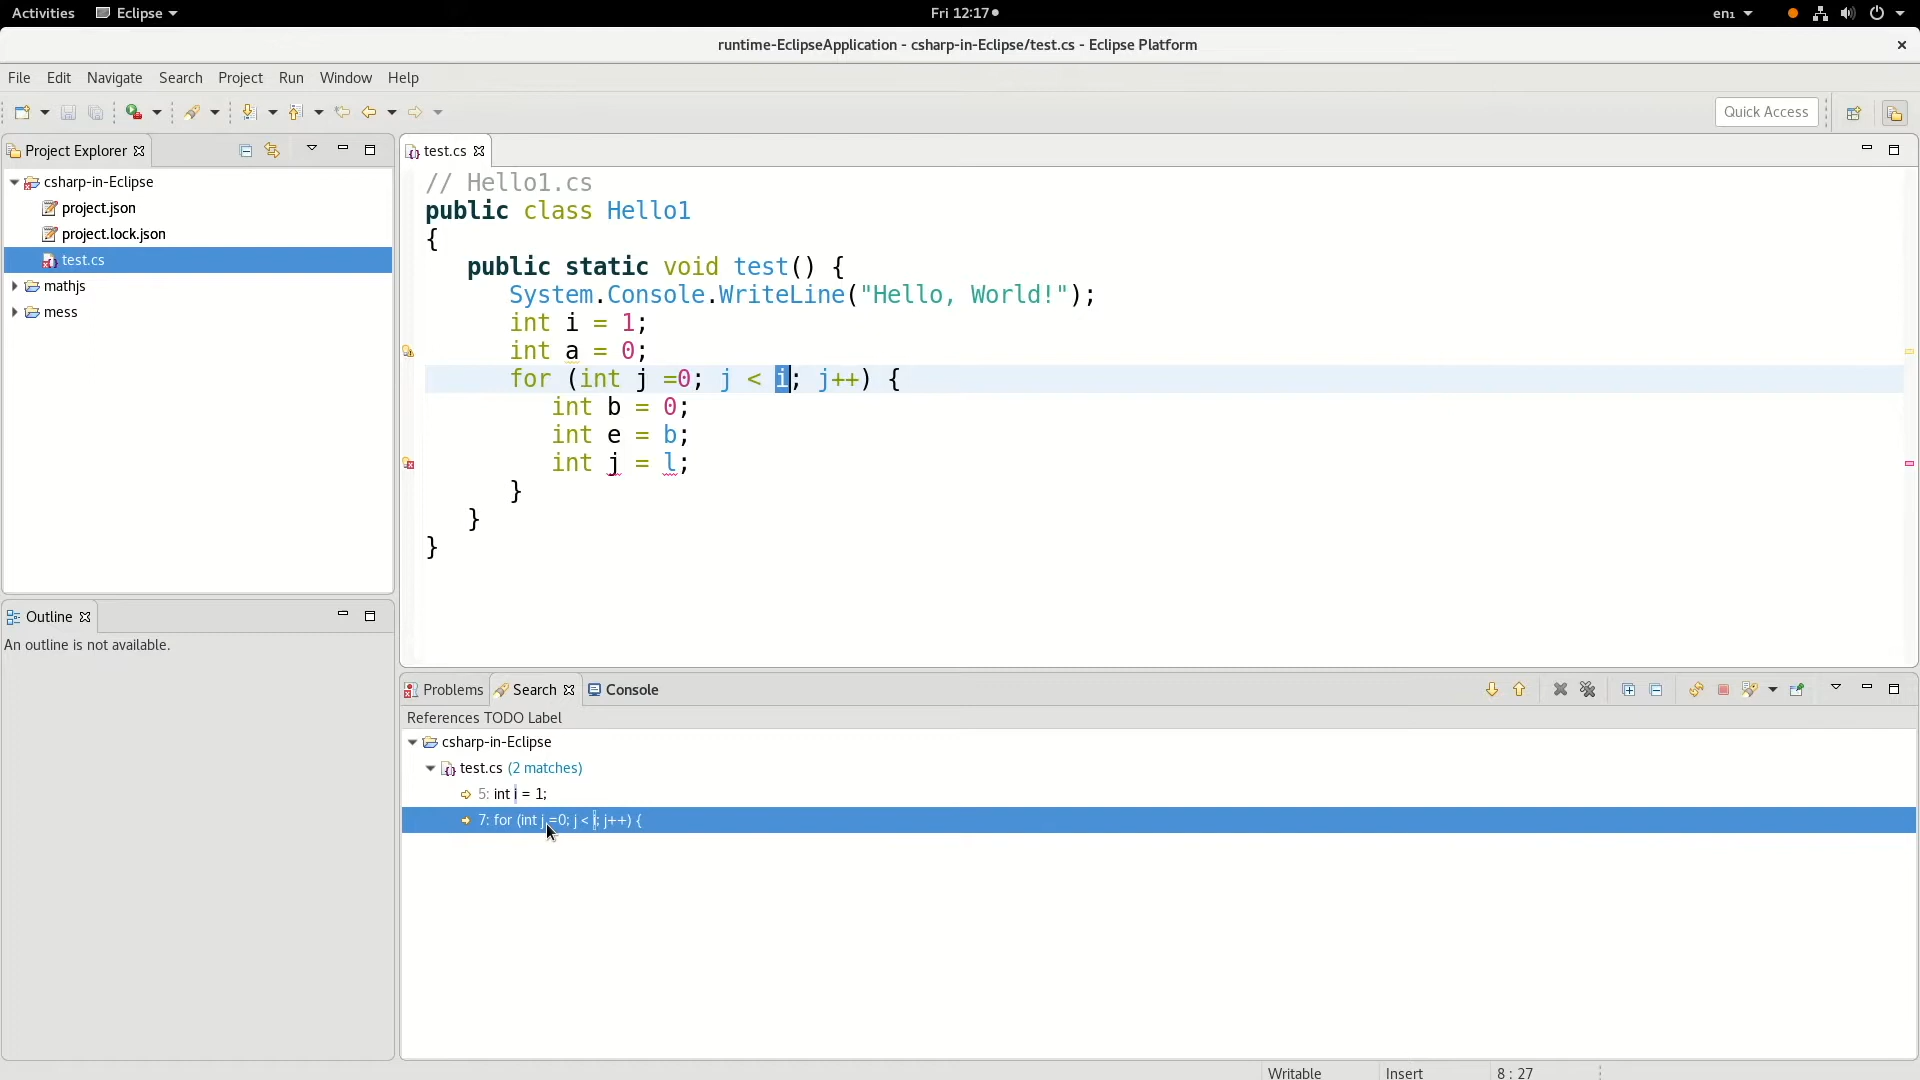 Activities Eclipse Fri 12:17 en₁
runtime-EclipseApplication - csharp-in-Eclipse/test.cs - Eclipse Platform
File Edit Navigate Search Project Run Window Help
Quick Access
Project Explorer
csharp-in-Eclipse
project.json
project.lock.json
test.cs
mathjs
mess
Outline
An outline is not available.
test.cs
// Hello1.cs
public class Hello1
{
public static void test() {
System.Console.WriteLine("Hello, World!");
int i = 1;
int a = 0;
for (int j =0; j < i; j++) {
int b = 0;
int e = b;
int j = l;
}
}
}
Problems Search Console
References TODO Label
csharp-in-Eclipse
test.cs (2 matches)
5: int i = 1;
7: for (int j =0; j < i; j++) {
Writable Insert 8 : 27